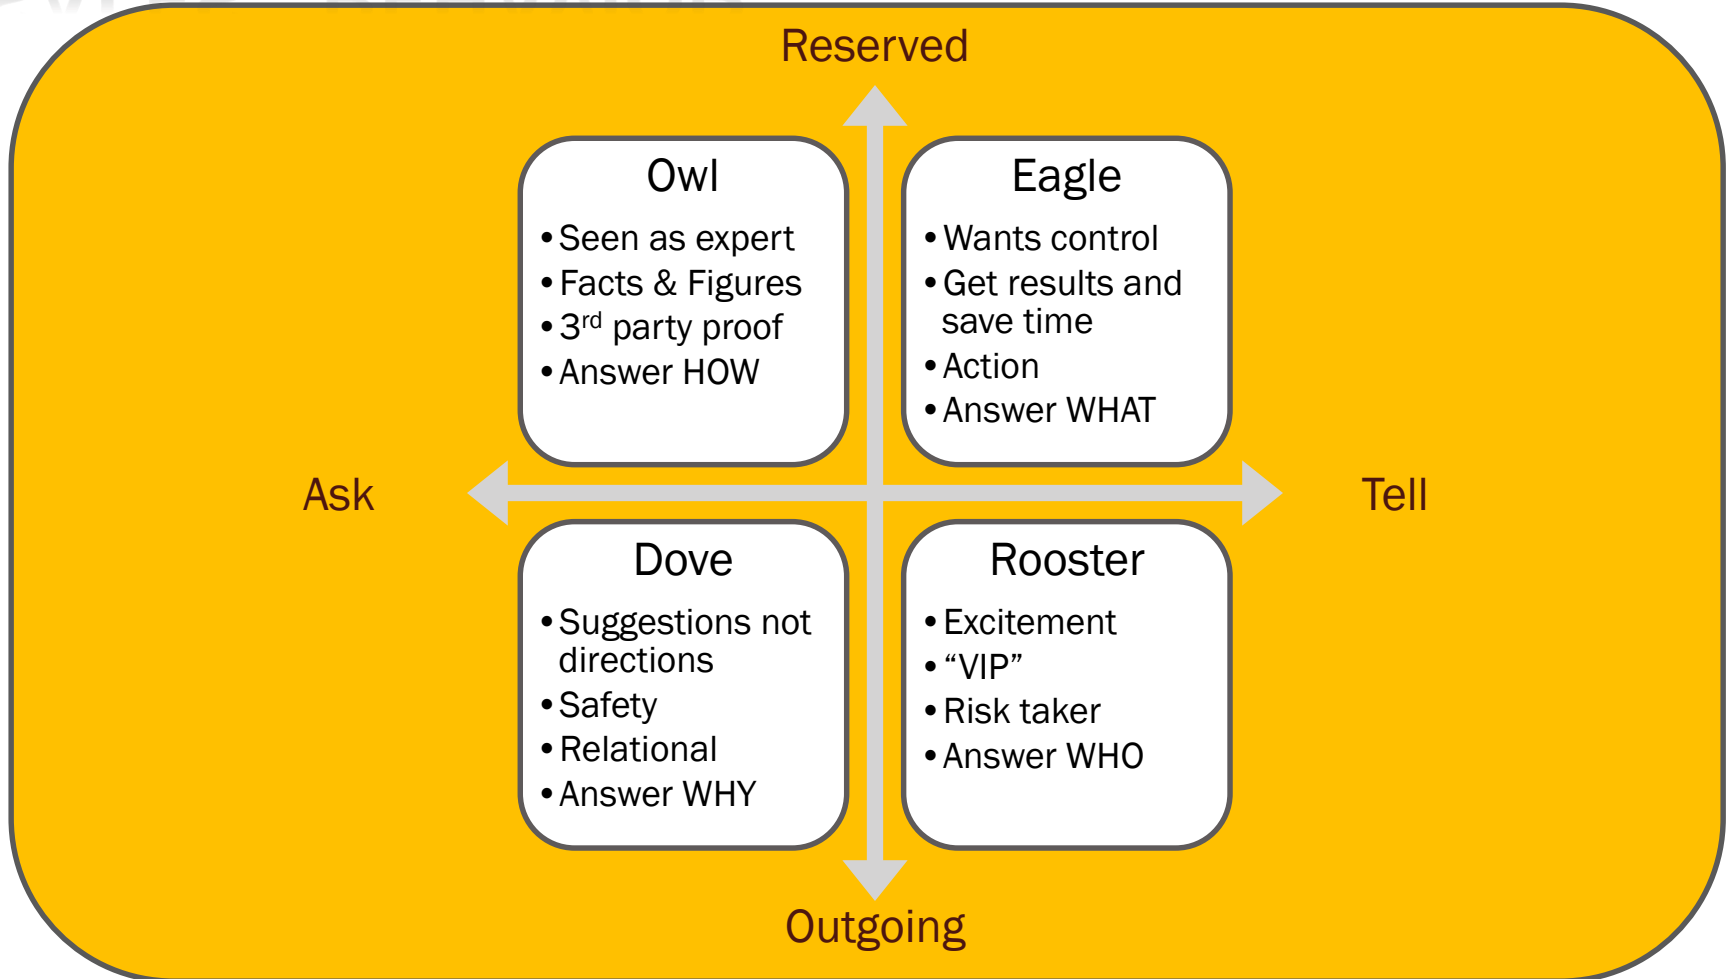 Reserved
Owl
•Seen as expert
•Facts & Figures
•3rd party proof
•Answer HOW
Eagle
•Wants control
•Get results and
save time
•Action
•Answer WHAT
Ask
Tell
Dove
•Suggestions not
directions
•Safety
•Relational
•Answer WHY
Rooster
•Excitement
•“VIP”
•Risk taker
•Answer WHO
Outgoing